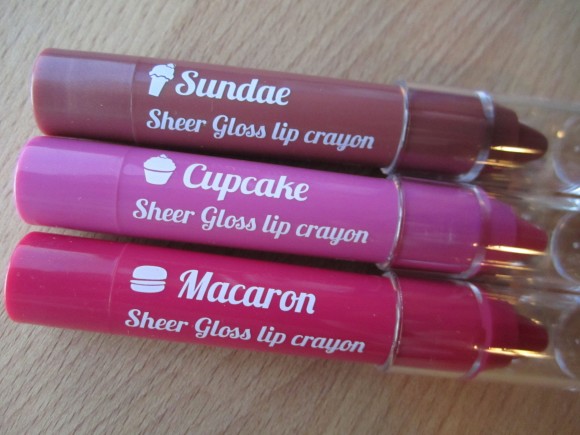 Sundae
Sheer Gloss lip crayon
Cupcake
Sheer Gloss lip crayon
Macaron
Sheer Gloss lip crayon